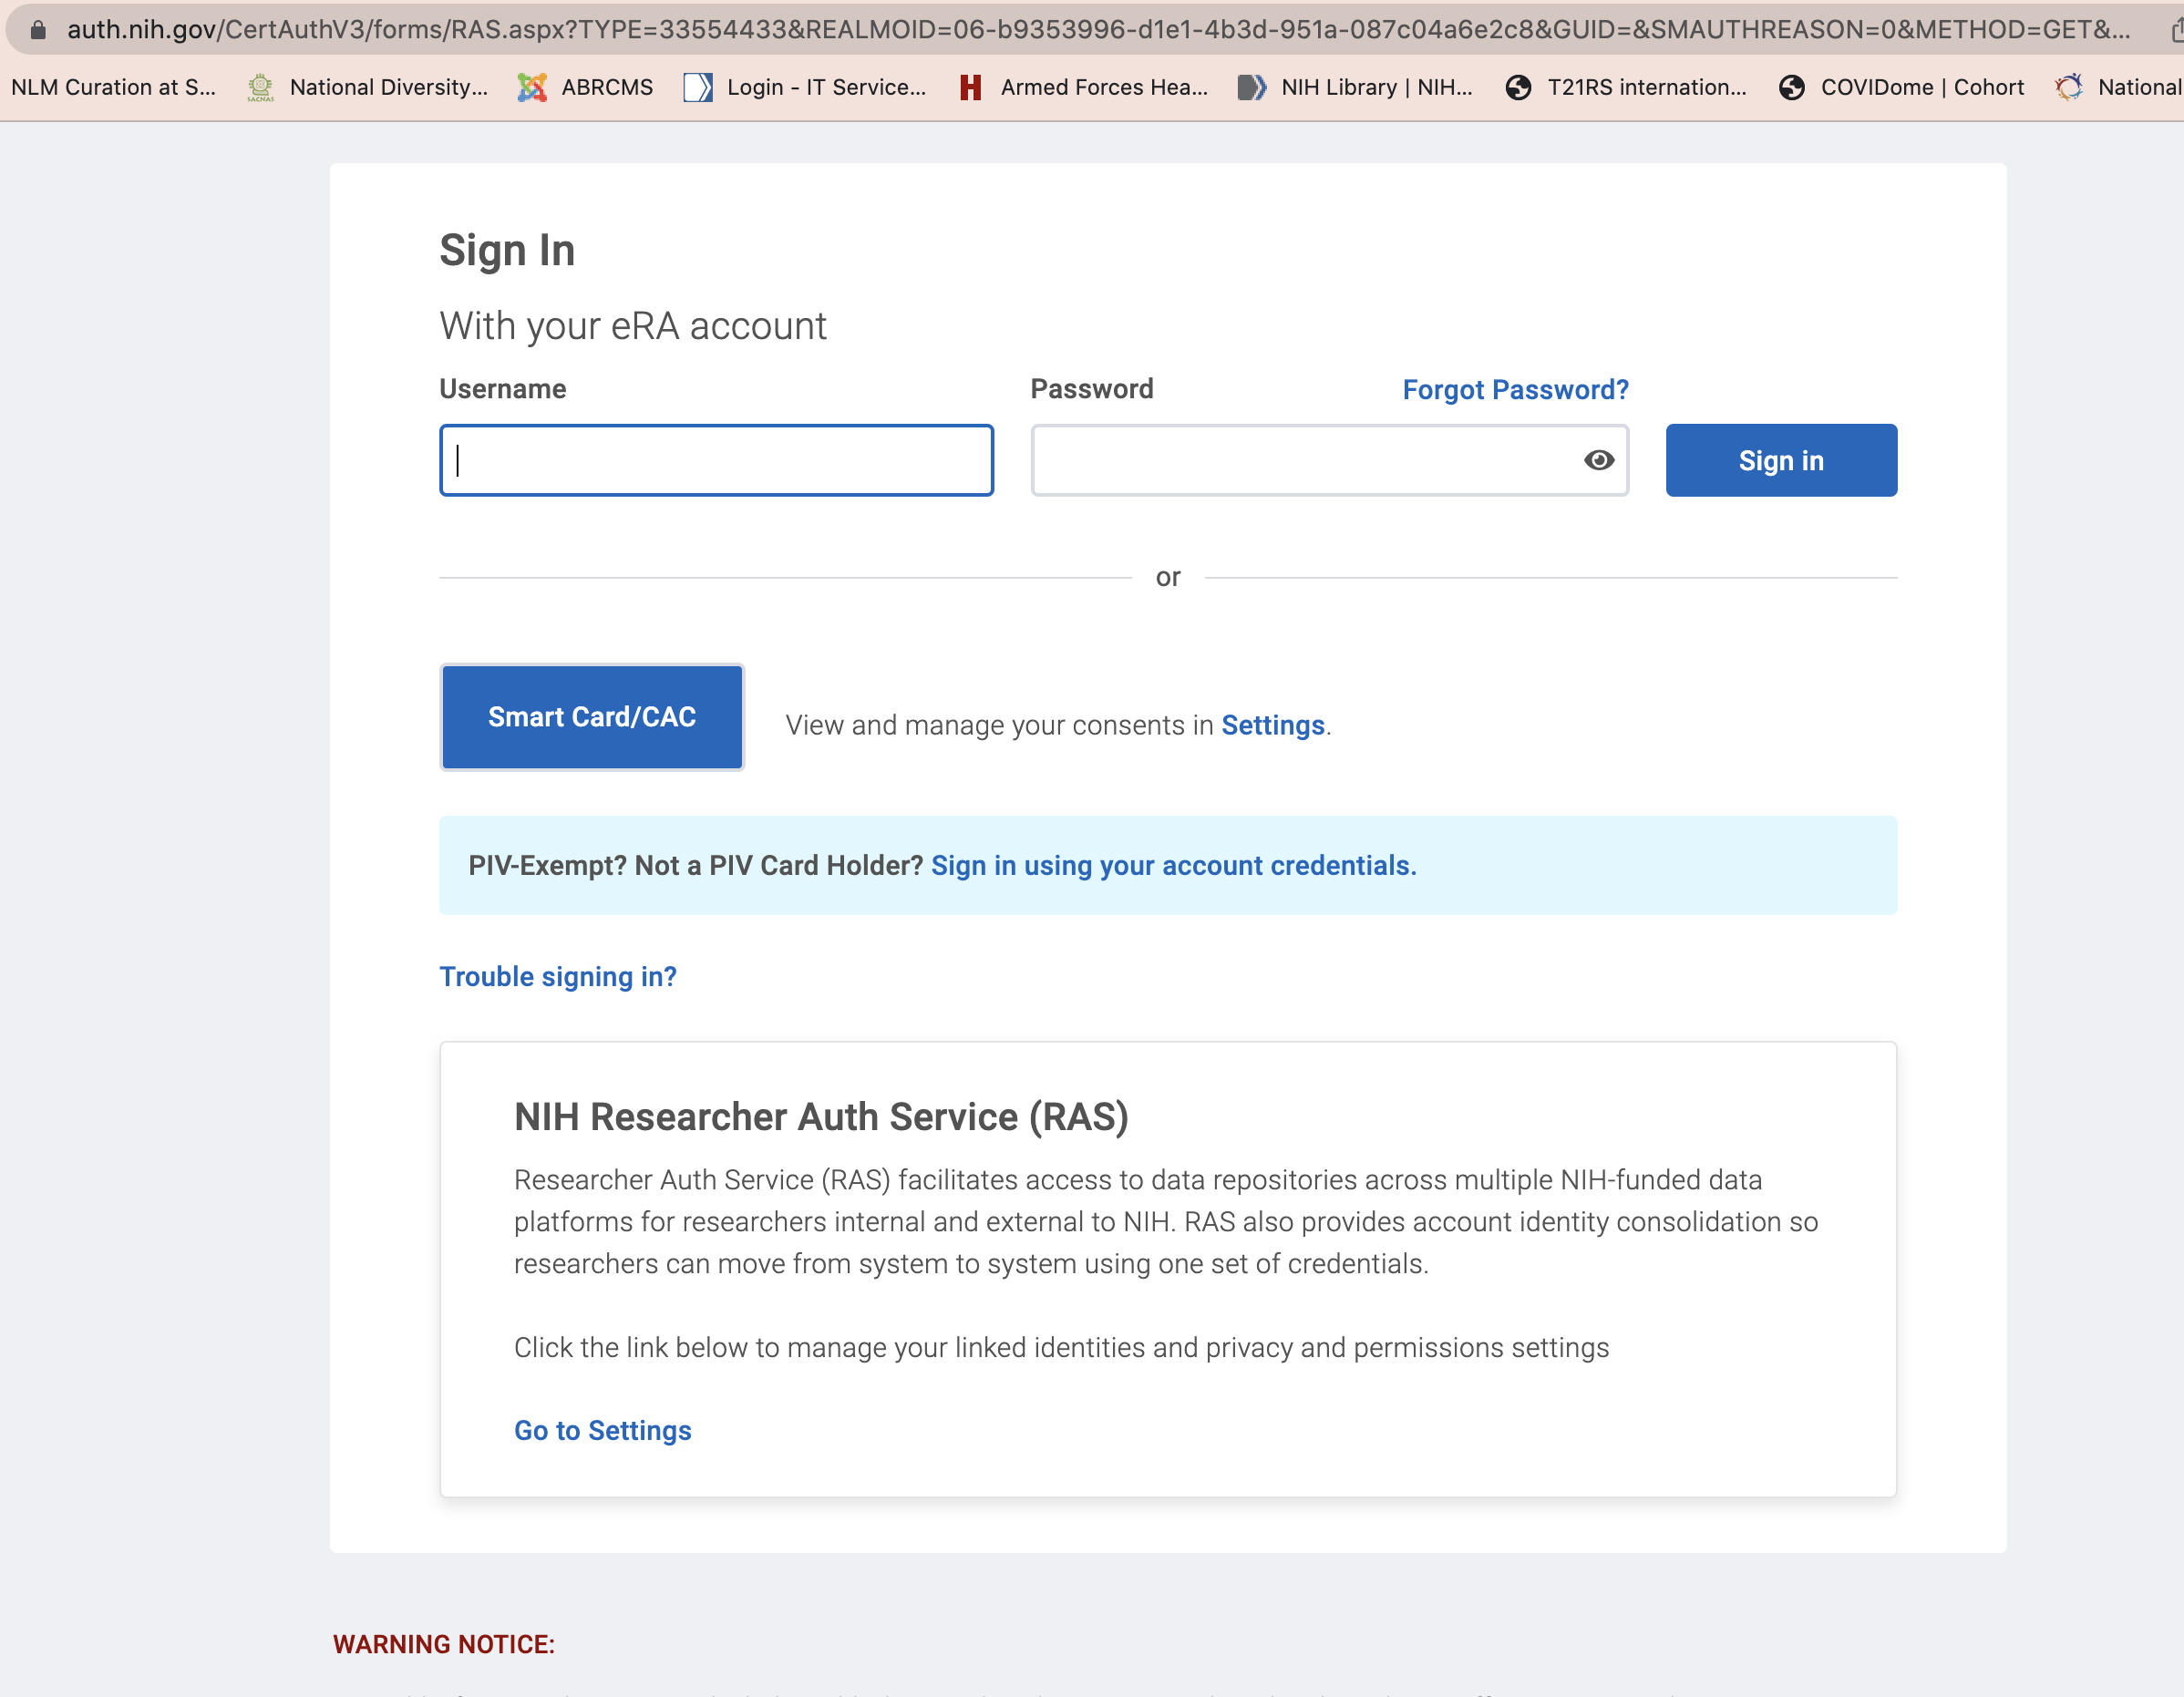 auth.nih.gov/CertAuthV3/forms/RAS.aspx?TYPE=33554433&REALMOID=06-b9353996-d1e1-4b3d-951a-087c04a6e2c8&GUID=&SMAUTHREASON=0&METHOD=GET&...
NLM Curation at S... SACNAS National Diversity... ABRCMS Login - IT Service... H Armed Forces Hea... NIH Library | NIH... T21RS internation... COVIDome | Cohort National
Sign In
With your eRA account
Username Password Forgot Password?
Sign in
or
Smart Card/CAC
View and manage your consents in Settings.
PIV-Exempt? Not a PIV Card Holder? Sign in using your account credentials.
Trouble signing in?
NIH Researcher Auth Service (RAS)
Researcher Auth Service (RAS) facilitates access to data repositories across multiple NIH-funded data
platforms for researchers internal and external to NIH. RAS also provides account identity consolidation so
researchers can move from system to system using one set of credentials.
Click the link below to manage your linked identities and privacy and permissions settings
Go to Settings
WARNING NOTICE: